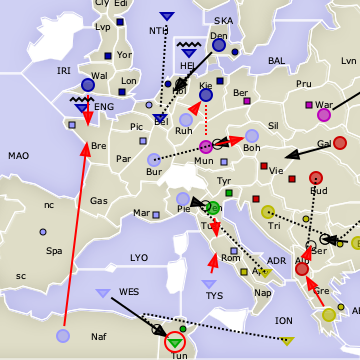 Cly Edi
SKA
NTH
Den
Lvp
Yor
HEL
IRI
Wal
BAL
Lvn
Hol
Kie
Pru
Lon
Ber
War
ENG
Bel
Ruh
Sil
Pic
Boh
Gal
Bre
MAO
Par
Mun
Vie
Bur
Tyr
Bud
nc
Gas
Pie
Ven
Mar
Tri
Tus
Spa
Rom
Ser
LYO
ADR
Alb
sc
Apu
Gre
WES
TYS
Nap
ION
Naf
Tun